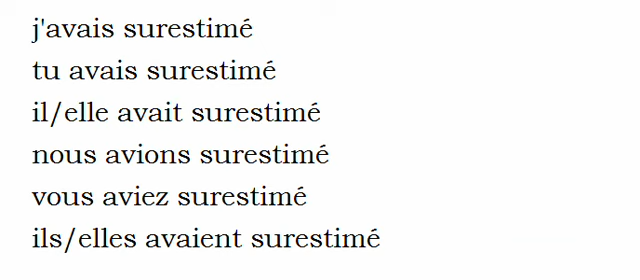 j'avais surestimé
tu avais surestimé
il/elle avait surestimé
nous avions surestimé
vous aviez surestimé
ils/elles avaient surestimé